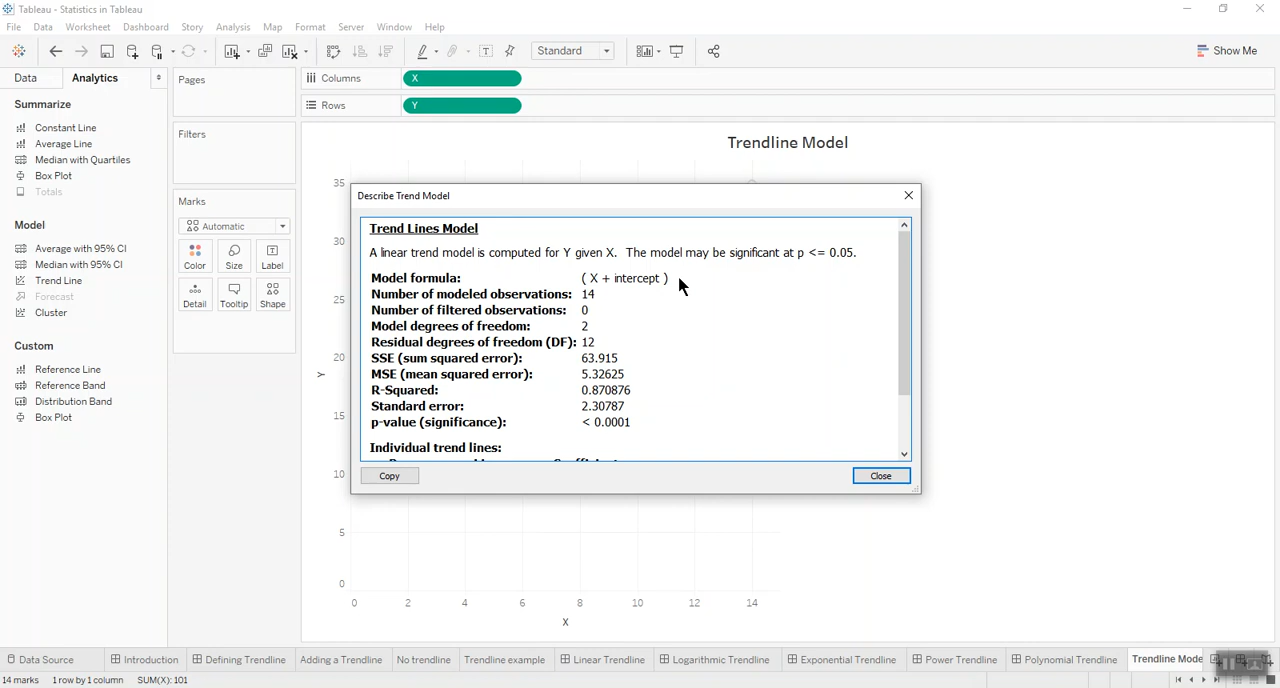 Tableau - Statistics in Tableau
File Data Worksheet Dashboard Story Analysis Map Format Server Window Help
Standard
Show Me
Data Analytics
Pages
Columns X
Rows Y
Summarize
Constant Line
Average Line
Median with Quartiles
Box Plot
Totals
Model
Average with 95% CI
Median with 95% CI
Trend Line
Forecast
Cluster
Custom
Reference Line
Reference Band
Distribution Band
Box Plot
Filters
Marks
Automatic
Color Size Label
Detail Tooltip Shape
Trendline Model
Describe Trend Model
Trend Lines Model
A linear trend model is computed for Y given X. The model may be significant at p <= 0.05.
Model formula: ( X + intercept )
Number of modeled observations: 14
Number of filtered observations: 0
Model degrees of freedom: 2
Residual degrees of freedom (DF): 12
SSE (sum squared error): 63.915
MSE (mean squared error): 5.32625
R-Squared: 0.870876
Standard error: 2.30787
p-value (significance): < 0.0001
Individual trend lines:
Copy Close
35
30
25
20
15
10
5
0
Y
0 2 4 6 8 10 12 14
X
Data Source Introduction Defining Trendline Adding a Trendline No trendline Trendline example Linear Trendline Logarithmic Trendline Exponential Trendline Power Trendline Polynomial Trendline Trendline Mode
14 marks 1 row by 1 column SUM(X): 101